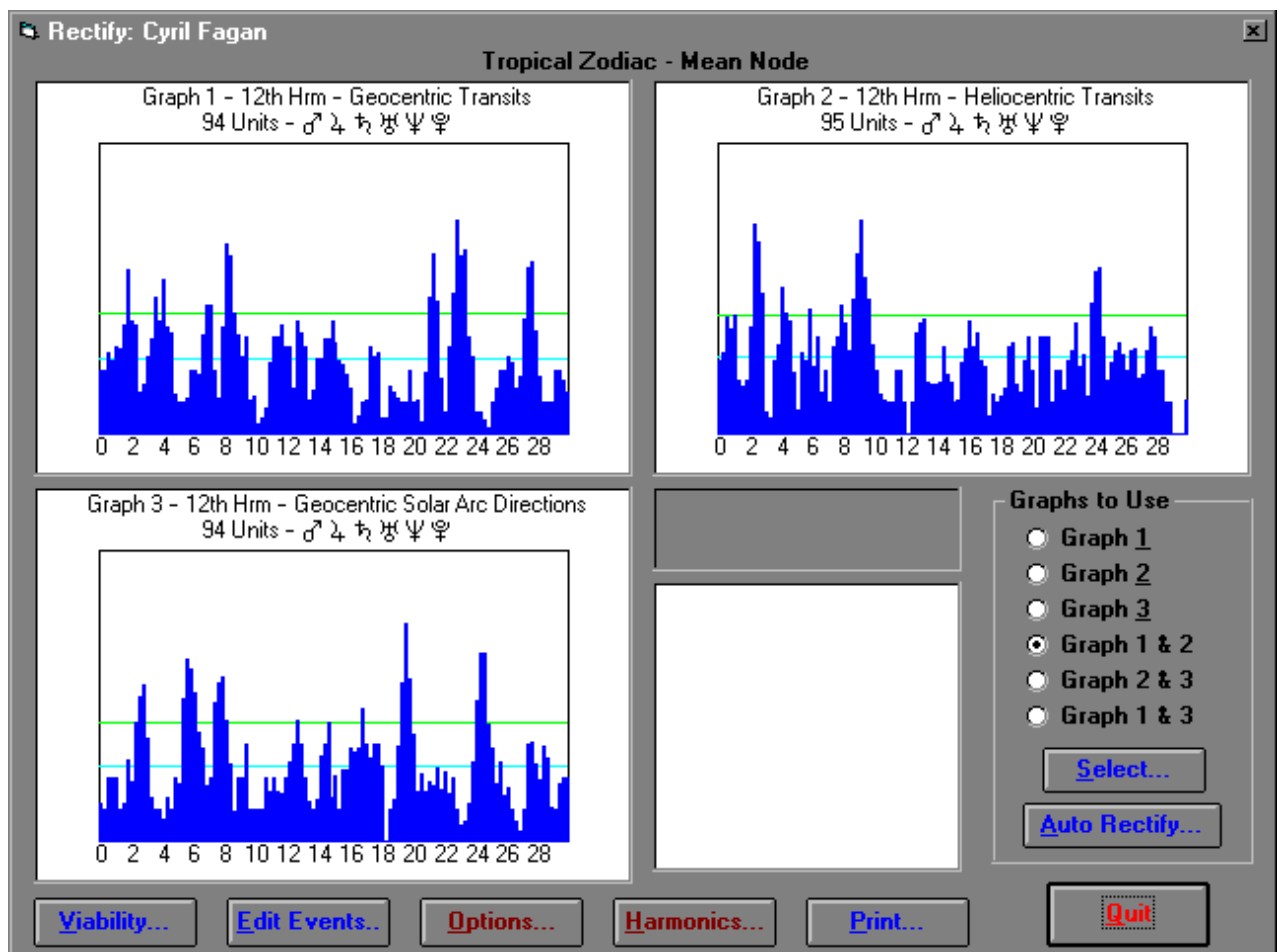 Rectify: Cyril Fagan
Tropical Zodiac - Mean Node
Graph 1 - 12th Hrm - Geocentric Transits
94 Units - ♂ ♃ ♄ ♅ ♆ ♀
0 2 4 6 8 10 12 14 16 18 20 22 24 26 28
Graph 2 - 12th Hrm - Heliocentric Transits
95 Units - ♂ ♃ ♄ ♅ ♆ ♀
0 2 4 6 8 10 12 14 16 18 20 22 24 26 28
Graph 3 - 12th Hrm - Geocentric Solar Arc Directions
94 Units - ♂ ♃ ♄ ♅ ♆ ♀
0 2 4 6 8 10 12 14 16 18 20 22 24 26 28
Graphs to Use
Graph 1
Graph 2
Graph 3
Graph 1 & 2
Graph 2 & 3
Graph 1 & 3
Select...
Auto Rectify...
Viability...
Edit Events..
Options...
Harmonics...
Print...
Quit